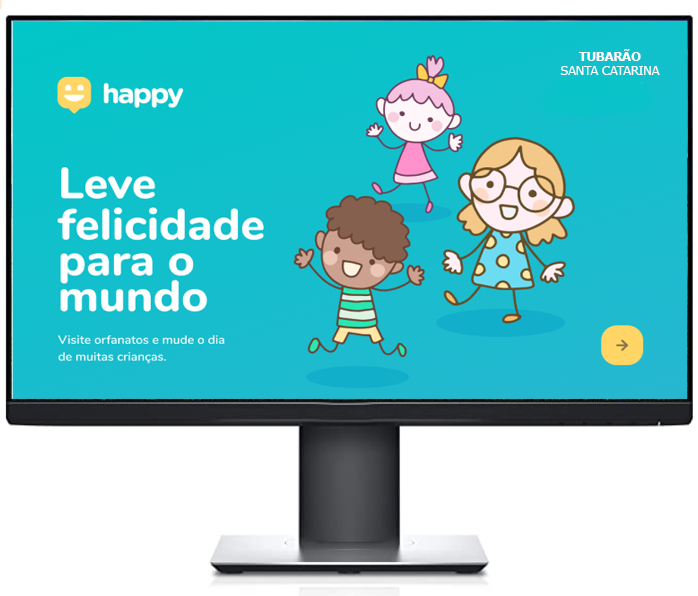 TUBARÃO
SANTA CATARINA
happy
Leve
felicidade
para o
mundo
Visite orfanatos e mude o dia
de muitas crianças.